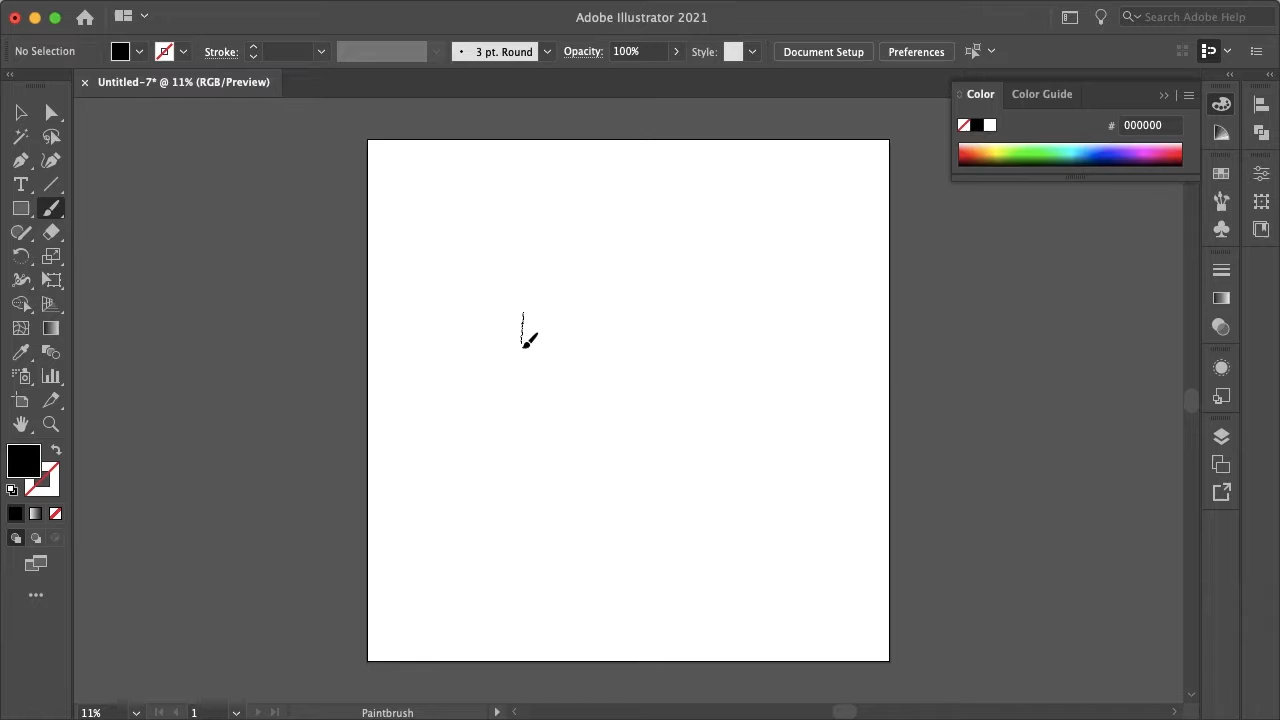 Adobe Illustrator 2021
Search Adobe Help
No Selection
Stroke:
3 pt. Round
Opacity:
100%
Style:
Document Setup
Preferences
Untitled-7* @ 11% (RGB/Preview)
Color
Color Guide
# 000000
11%
1
Paintbrush